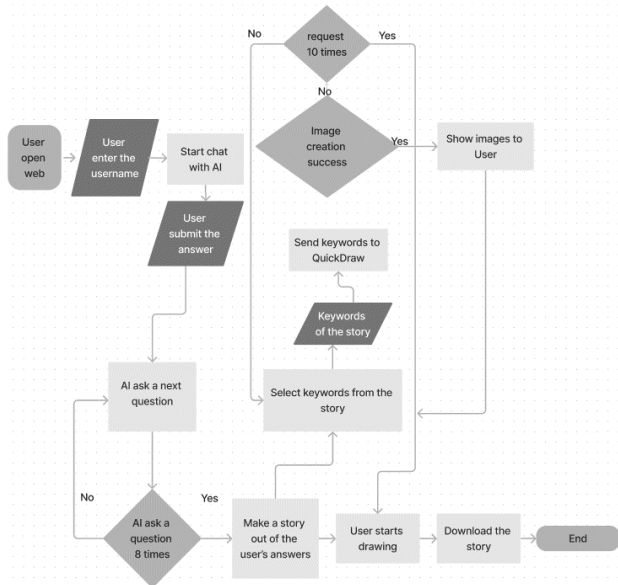 No
request
10 times
Yes
No
Image
creation
success
Yes
Show images to
User
User
open
web
User
enter the
username
Start chat
with AI
User
submit the
answer
Send keywords to
QuickDraw
Keywords
of the story
AI ask a next
question
Select keywords from the
story
No
AI ask a
question
8 times
Yes
Make a story
out of the
user's answers
User starts
drawing
Download the
story
End